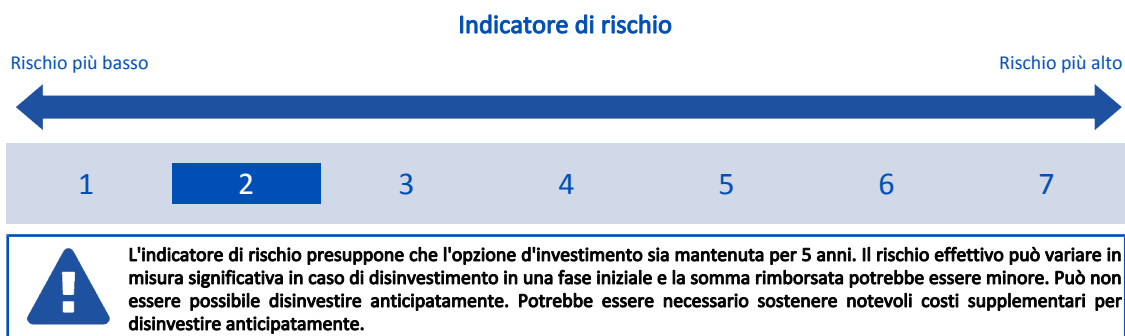 Indicatore di rischio
Rischio più basso
Rischio più alto
1 2 3 4 5 6 7
L'indicatore di rischio presuppone che l'opzione d'investimento sia mantenuta per 5 anni. Il rischio effettivo può variare in
misura significativa in caso di disinvestimento in una fase iniziale e la somma rimborsata potrebbe essere minore. Può non
essere possibile disinvestire anticipatamente. Potrebbe essere necessario sostenere notevoli costi supplementari per
disinvestire anticipatamente.